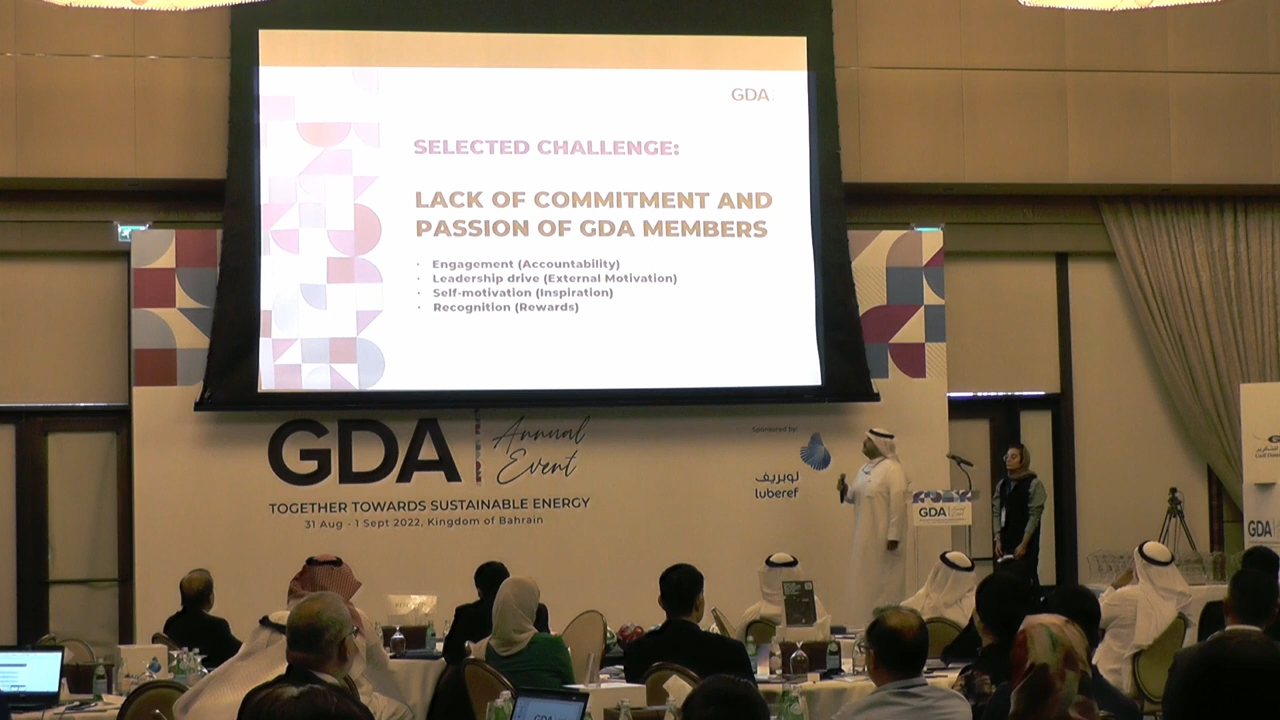 GDA
SELECTED CHALLENGE:
LACK OF COMMITMENT AND
PASSION OF GDA MEMBERS
· Engagement (Accountability)
· Leadership drive (External Motivation)
· Self-motivation (Inspiration)
· Recognition (Rewards)
GDA
Annual
Event
TOGETHER TOWARDS SUSTAINABLE ENERGY
31 Aug - 1 Sept 2022, Kingdom of Bahrain
Sponsored by:
لوبريف
luberef
GDA
GDA